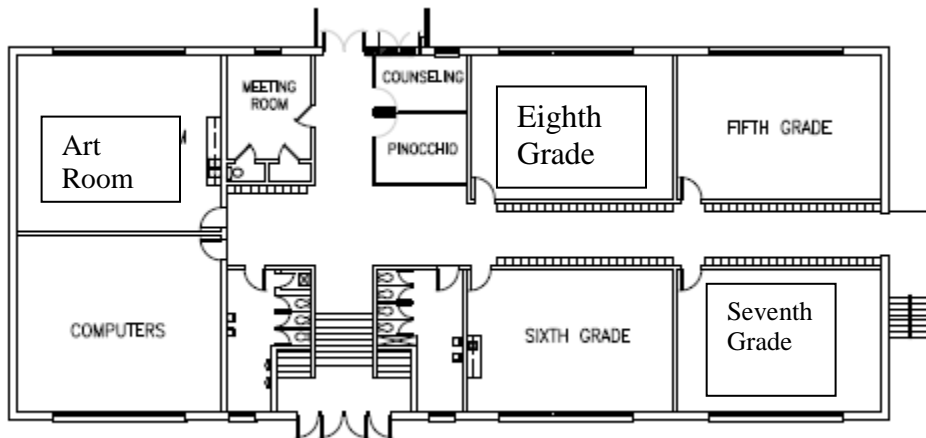 MEETING
ROOM
COUNSELING
PINOCCHIO
Art
Room
Eighth
Grade
FIFTH GRADE
COMPUTERS
SIXTH GRADE
Seventh
Grade